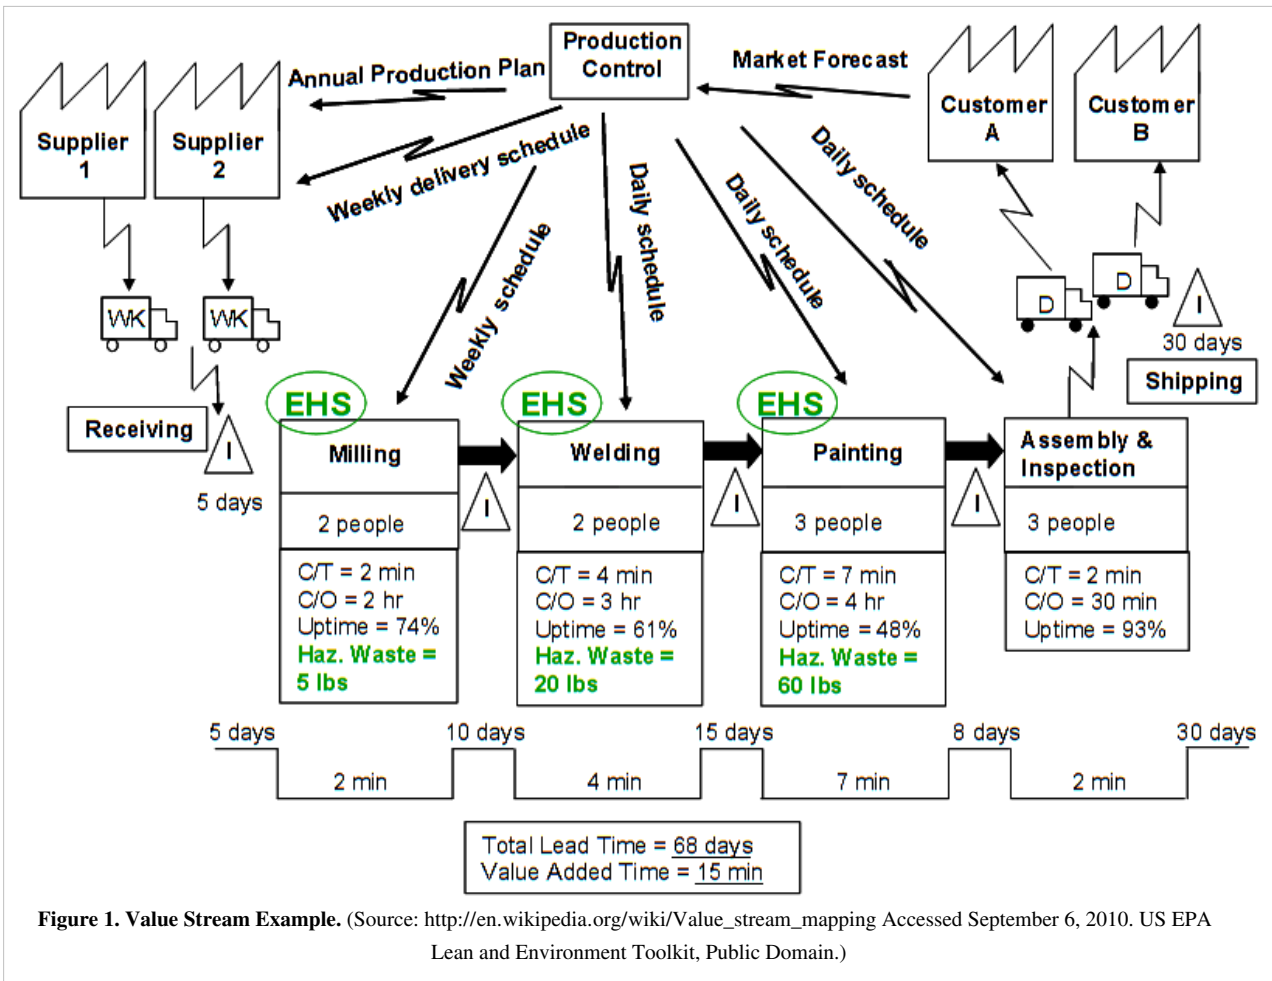 Production
Control
Annual Production Plan
Market Forecast
Supplier
1
Supplier
2
Customer
A
Customer
B
Weekly delivery schedule
Weekly schedule
Daily schedule
Daily schedule
Daily schedule
WK
WK
D
D
I
30 days
Shipping
Receiving
I
5 days
EHS
Milling
2 people
C/T = 2 min
C/O = 2 hr
Uptime = 74%
Haz. Waste =
5 lbs
I
EHS
Welding
2 people
C/T = 4 min
C/O = 3 hr
Uptime = 61%
Haz. Waste =
20 lbs
I
EHS
Painting
3 people
C/T = 7 min
C/O = 4 hr
Uptime = 48%
Haz. Waste =
60 lbs
I
Assembly &
Inspection
3 people
C/T = 2 min
C/O = 30 min
Uptime = 93%
5 days
10 days
15 days
8 days
30 days
2 min
4 min
7 min
2 min
Total Lead Time = 68 days
Value Added Time = 15 min
Figure 1. Value Stream Example. (Source: http://en.wikipedia.org/wiki/Value_stream_mapping Accessed September 6, 2010. US EPA
Lean and Environment Toolkit, Public Domain.)